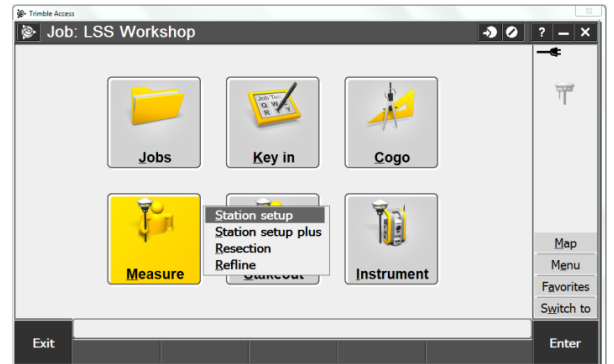 Trimble Access
Job: LSS Workshop
? – ×
Jobs
Key in
Cogo
Station setup
Station setup plus
Resection
Refline
Measure
Stakeout
Instrument
Map
Menu
Favorites
Switch to
Exit
Enter